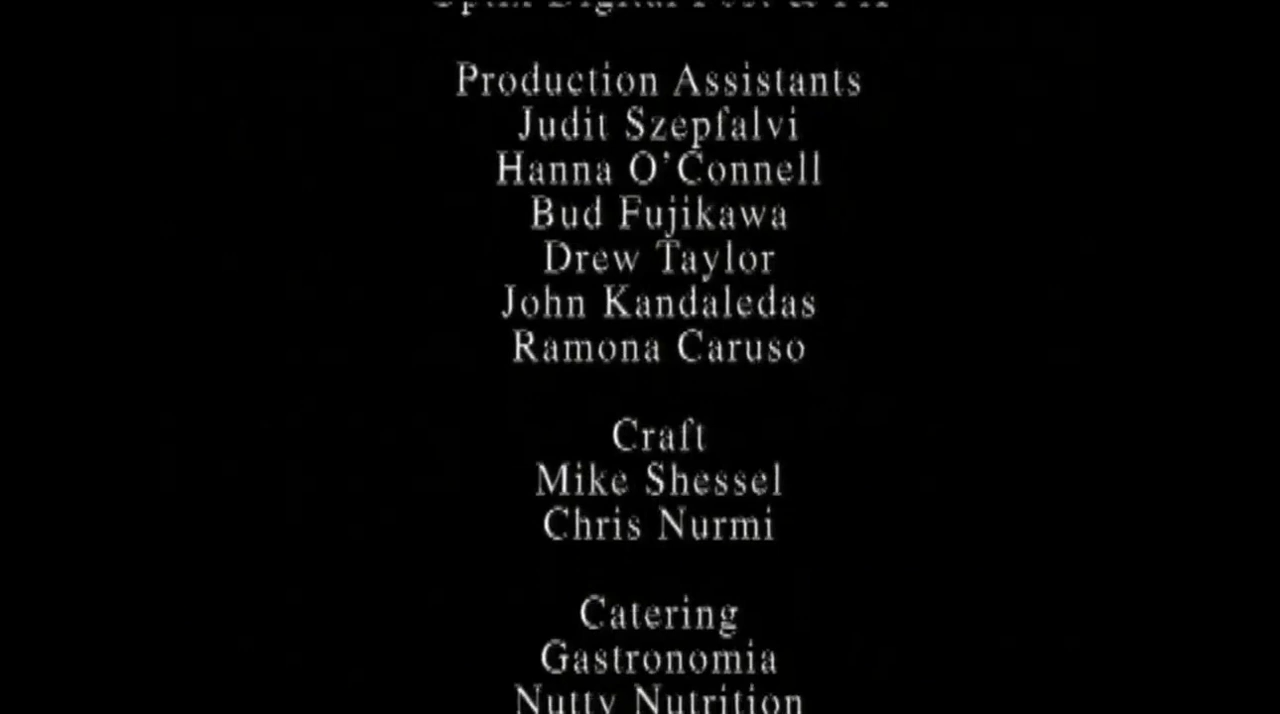 Production Assistants
Judit Szepfalvi
Hanna O'Connell
Bud Fujikawa
Drew Taylor
John Kandaledas
Ramona Caruso
Craft
Mike Shessel
Chris Nurmi
Catering
Gastronomia
Nutty Nutrition